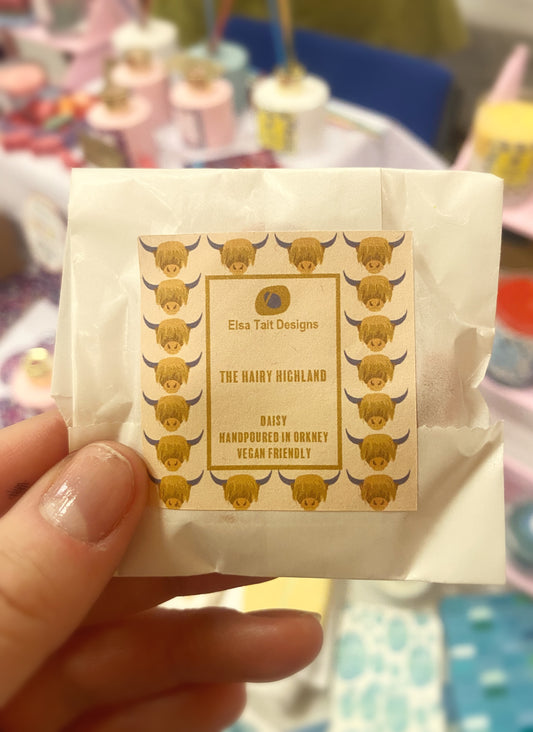 Elsa Tait Designs
THE HAIRY HIGHLAND
DAISY
HANDPOURED IN ORKNEY
VEGAN FRIENDLY